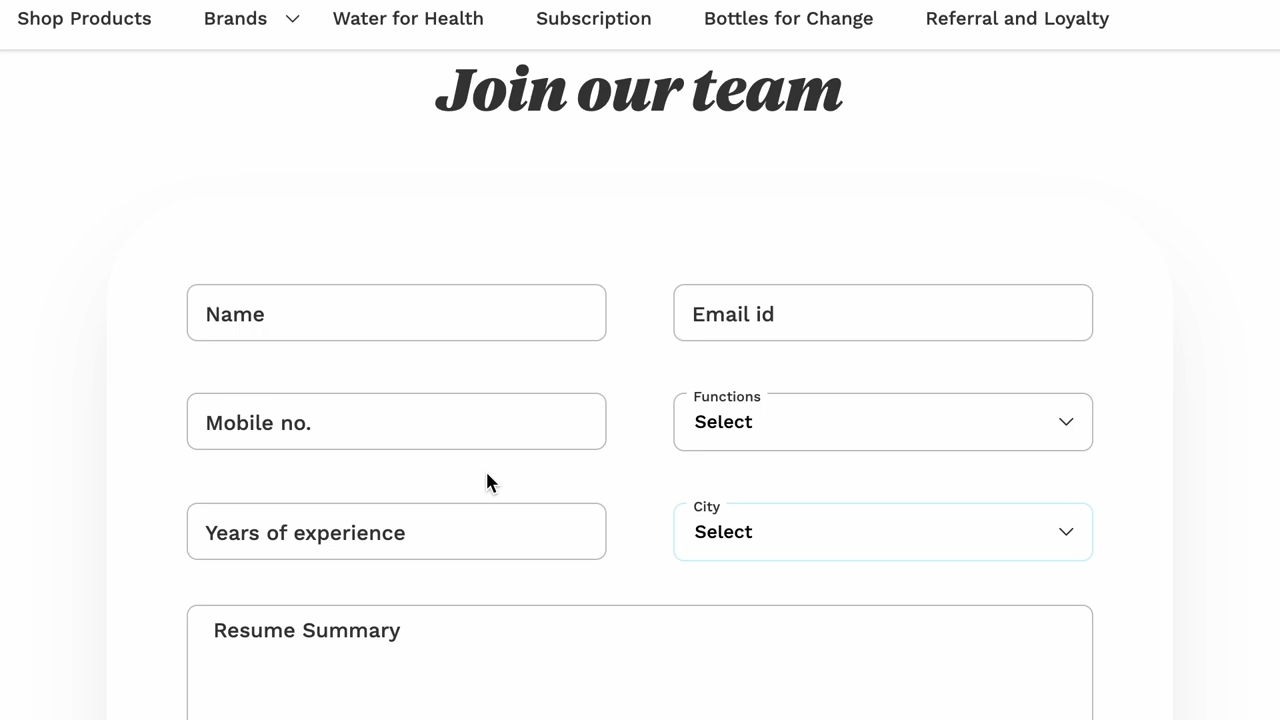 Shop Products Brands Water for Health Subscription Bottles for Change Referral and Loyalty
Join our team
Name Email id
Functions
Mobile no. Select
City
Years of experience Select
Resume Summary